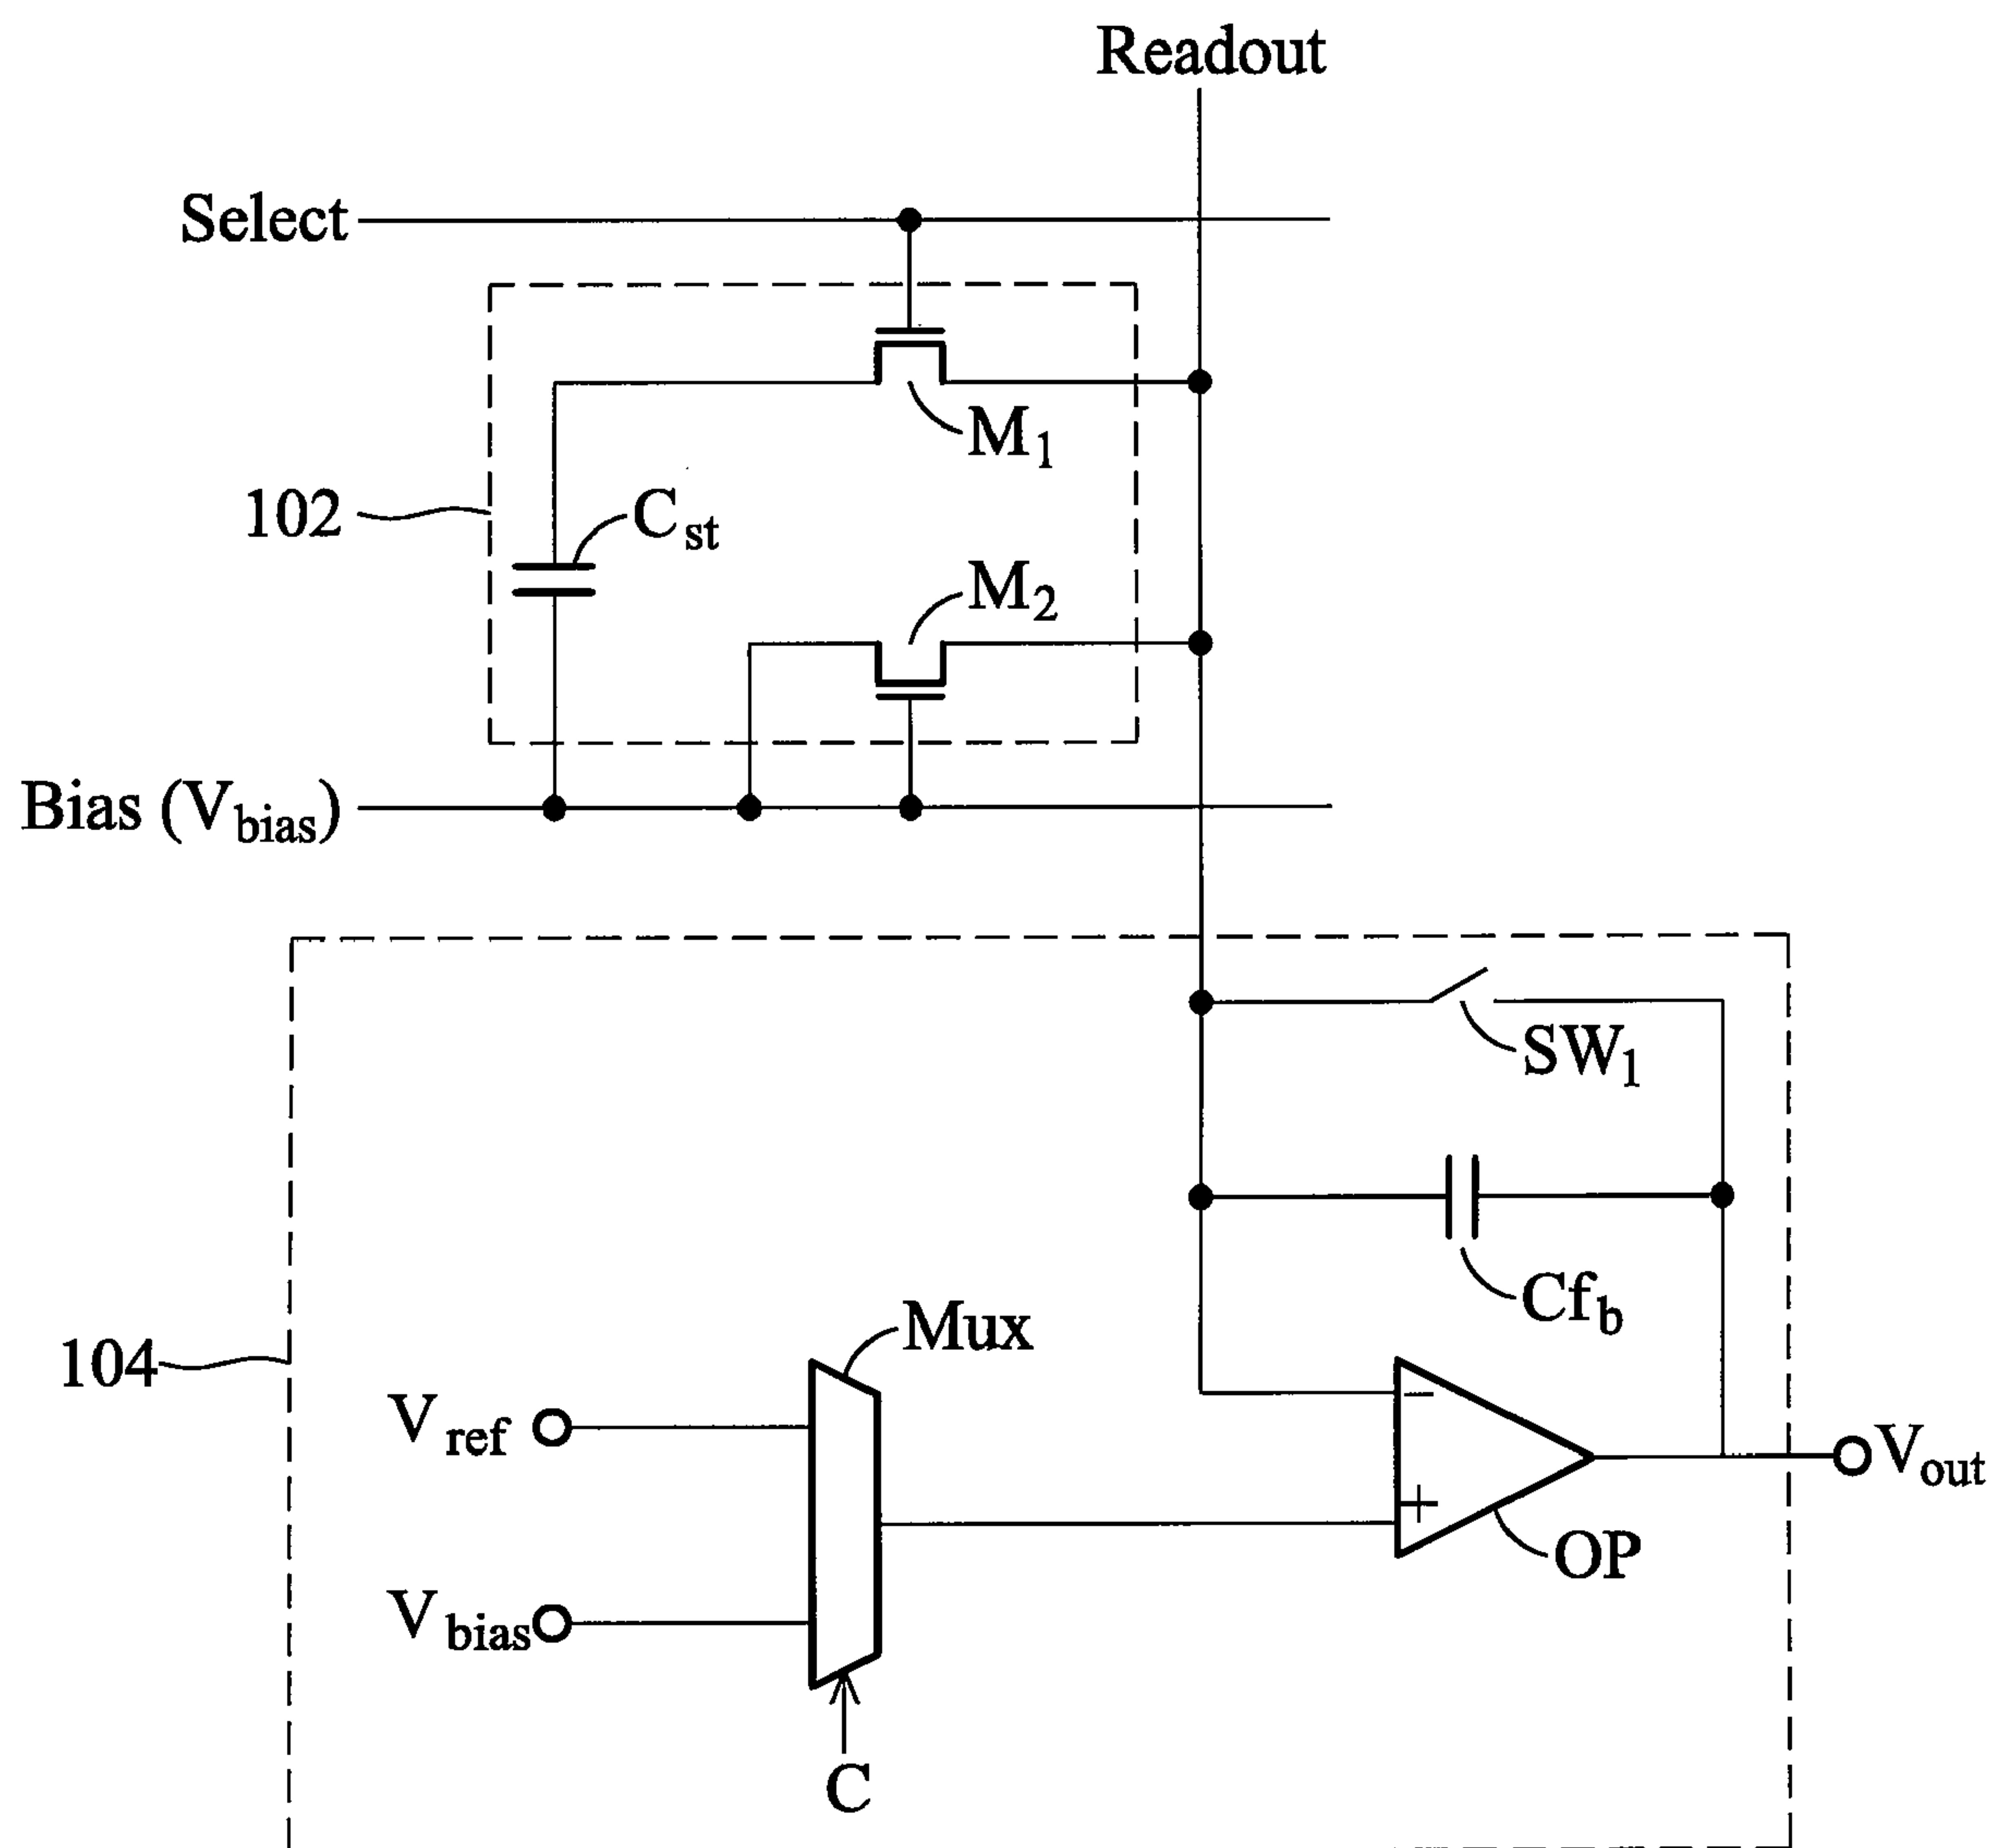 Readout
Select
M1
102
Cst
M2
Bias (Vbias)
SW1
Cfb
Mux
104
Vref
−
Vout
+
OP
Vbias
C